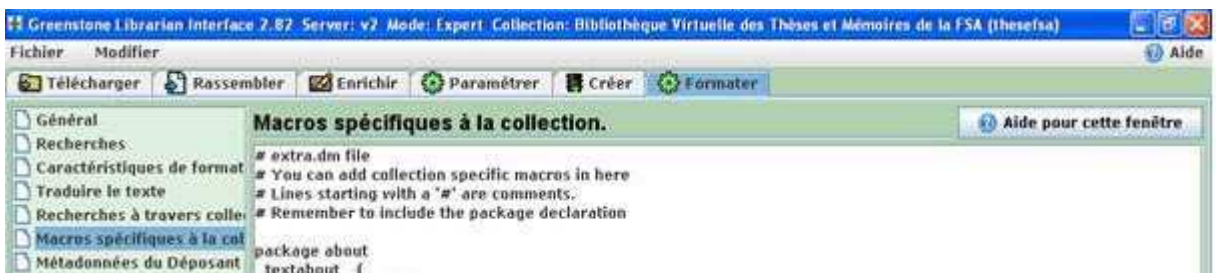 Greenstone Librarian Interface 2.82 Server: v2 Mode: Expert Collection: Bibliothèque Virtuelle des Thèses et Mémoires de la FSA (thesefsa)
Fichier Modifier Aide
Télécharger Rassembler Enrichir Paramétrer Créer Formater
Général
Recherches
Caractéristiques de format
Traduire le texte
Recherches à travers colle
Macros spécifiques à la col
Métadonnées du Déposant
Macros spécifiques à la collection.
Aide pour cette fenêtre
# extra.dm file
# You can add collection specific macros in here
# Lines starting with a '#' are comments.
# Remember to include the package declaration
package about
_textabout_ {